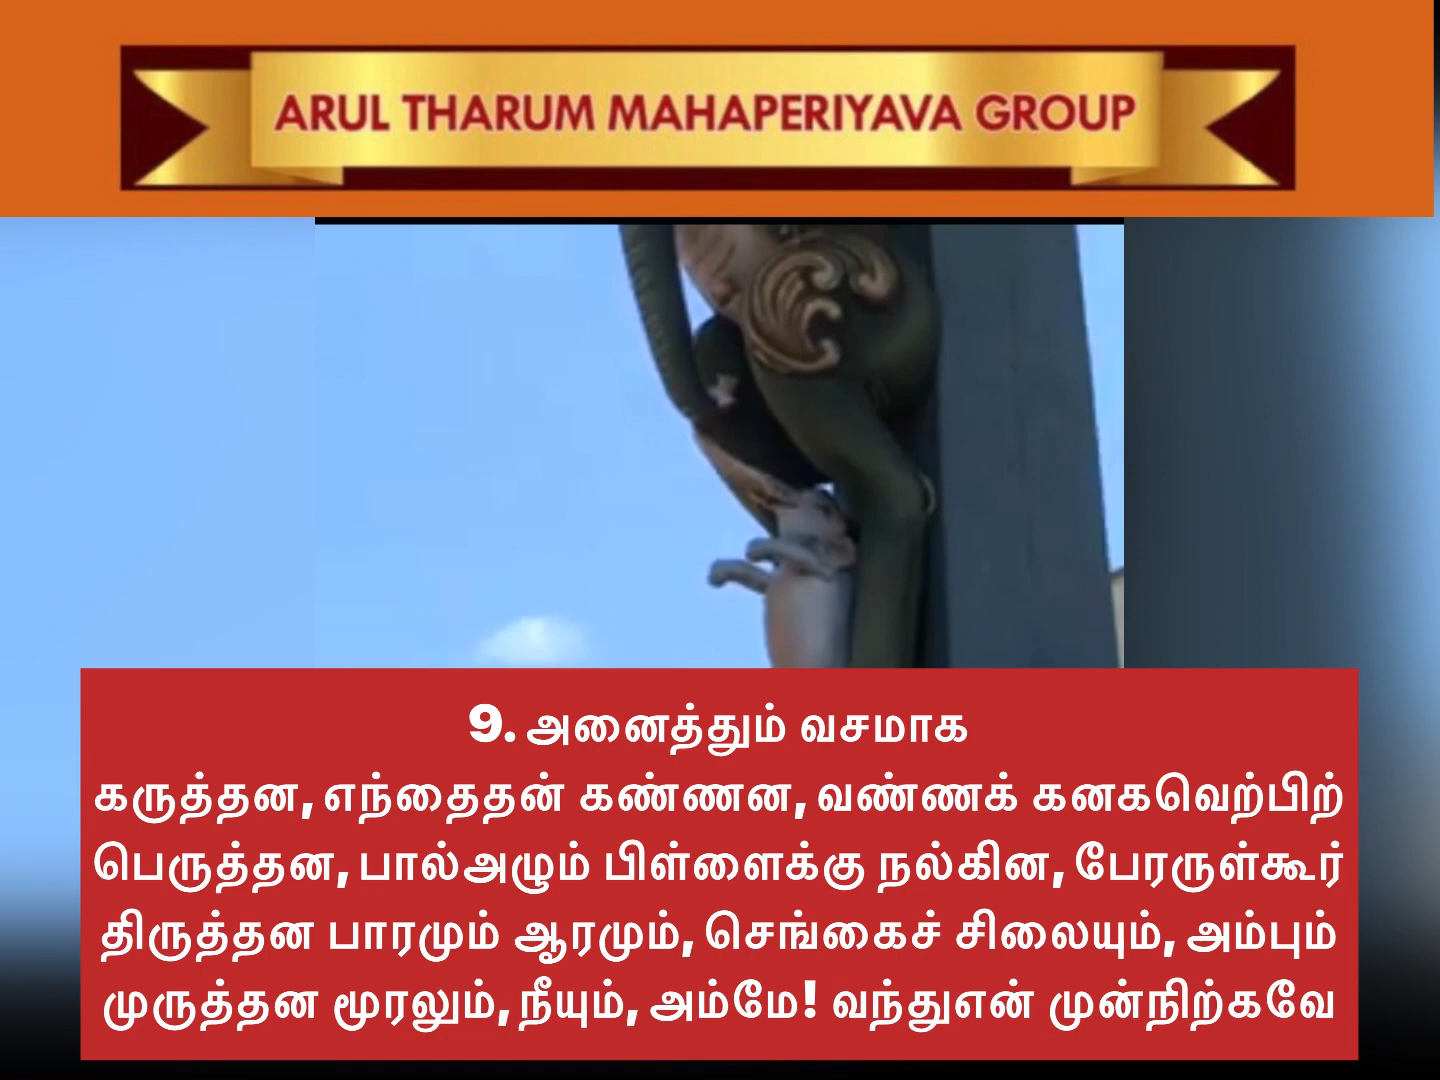 ARUL THARUM MAHAPERIYAVA GROUP
9. அனைத்தும் வசமாக
கருத்தன, எந்தைதன் கண்ணன, வண்ணக் கனகவெற்பிற்
பெருத்தன, பால்அழும் பிள்ளைக்கு நல்கின, பேரருள்கூர்
திருத்தன பாரமும் ஆரமும், செங்கைச் சிலையும், அம்பும்
முருத்தன மூரலும், நீயும், அம்மே! வந்துஎன் முன்நிற்கவே